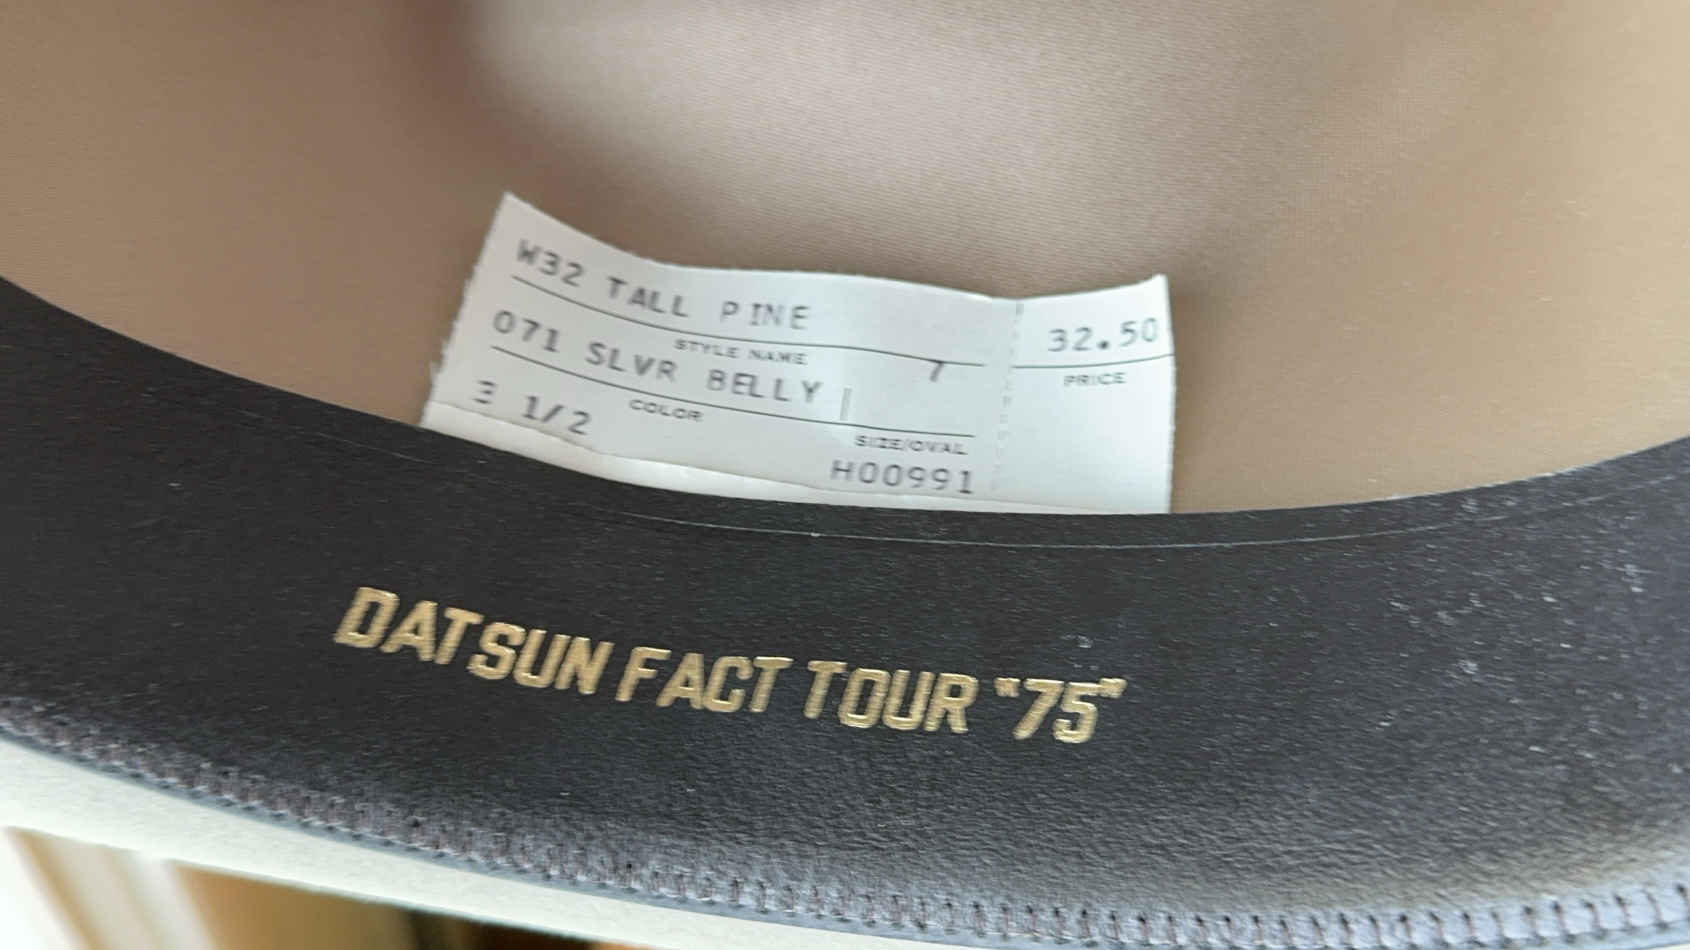 W32 TALL PINE
32.50
STYLE NAME
7
PRICE
071 SLVR BELLY
COLOR
SIZE/OVAL
3 1/2
H00991
DATSUN FACT TOUR "75"